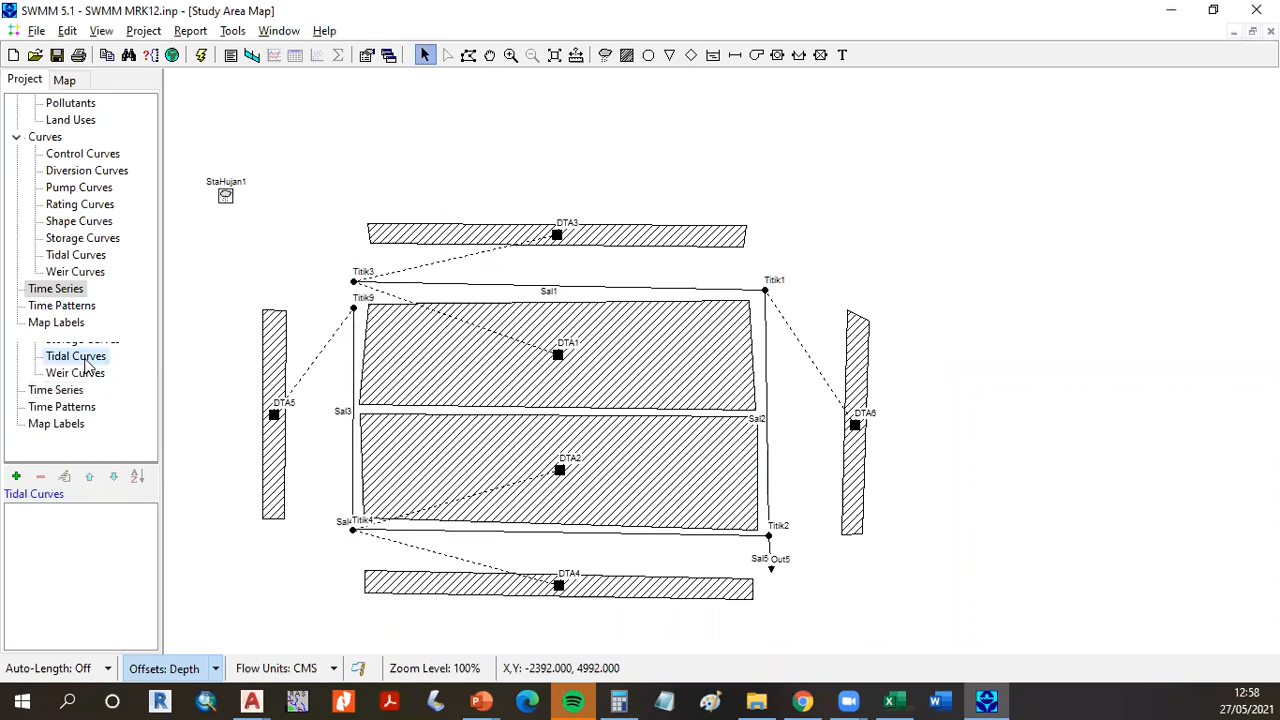 SWMM 5.1 - SWMM MRK12.inp - [Study Area Map]
File Edit View Project Report Tools Window Help
Project Map
Pollutants
Land Uses
Curves
Control Curves
Diversion Curves
Pump Curves
Rating Curves
Shape Curves
Storage Curves
Tidal Curves
Weir Curves
Time Series
Time Patterns
Map Labels
Tidal Curves
Weir Curves
Time Series
Time Patterns
Map Labels
Tidal Curves
StaHujan1
DTA3
Titik3
Titik1
Sal1
Titik9
DTA1
DTA5
Sal3
DTA6
Sal2
DTA2
Titik4
Titik2
Sal5 Out5
DTA4
Auto-Length: Off Offsets: Depth Flow Units: CMS Zoom Level: 100% X,Y: -2392.000, 4992.000
12:58
27/05/2021